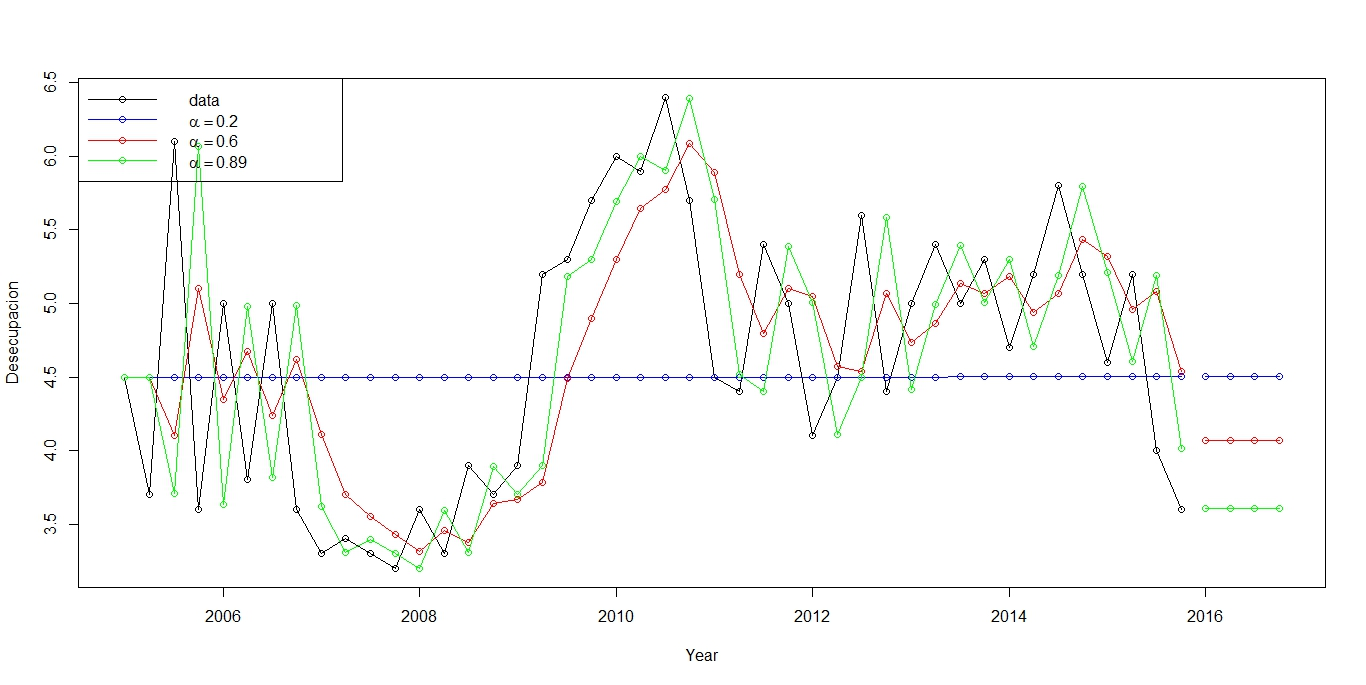 data
α = 0.2
α = 0.6
α = 0.89
6.5
6.0
5.5
5.0
4.5
4.0
3.5
Desecupacion
2006 2008 2010 2012 2014 2016
Year